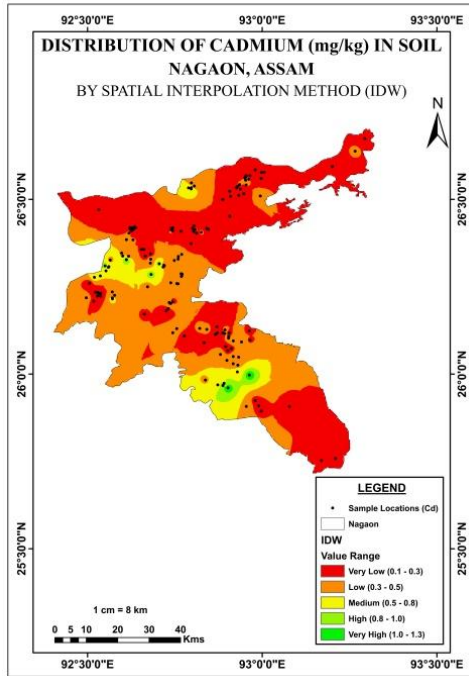 92°30'0"E 93°00'0"E 93°30'0"E
DISTRIBUTION OF CADMIUM (mg/kg) IN SOIL
NAGAON, ASSAM
BY SPATIAL INTERPOLATION METHOD (IDW)
N
26°30'0"N 26°30'0"N
26°0'0"N 26°0'0"N
25°30'0"N 25°30'0"N
LEGEND
Sample Locations (Cd)
Nagaon
IDW
Value Range
Very Low (0.1 - 0.3)
Low (0.3 - 0.5)
Medium (0.5 - 0.8)
High (0.8 - 1.0)
Very High (1.0 - 1.3)
1 cm = 8 km
0 5 10 20 30 40
Kms
92°30'0"E 93°00'0"E 93°30'0"E